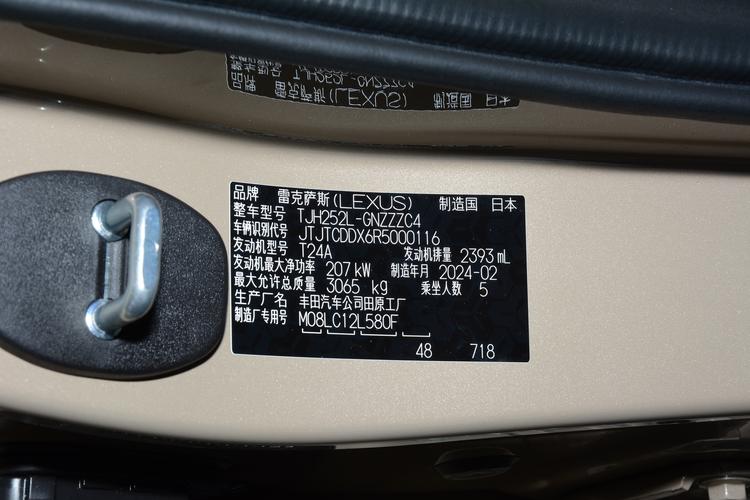 品牌 雷克萨斯(LEXUS) 制造国 日本
整车型号 TJH252L-GNZZZC4
车辆识别代号 JTJTCDDX6R5000116
发动机型号 T24A 发动机排量 2393 mL
发动机最大净功率 207 kW 制造年月 2024-02
最大允许总质量 3065 kg 乘坐人数 5
生产厂名 丰田汽车公司田原工厂
制造厂专用号 M08LC12L580F
48 718